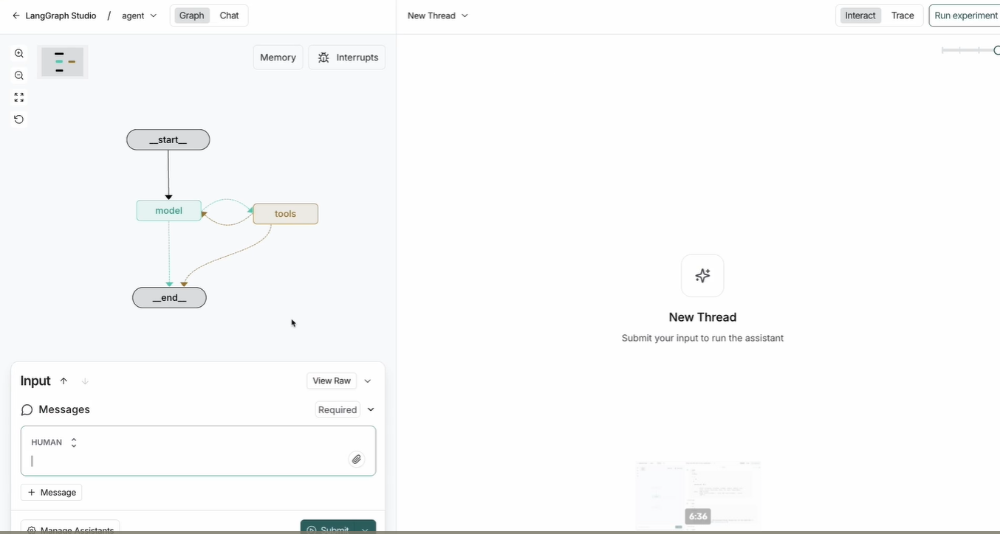 LangGraph Studio / agent Graph Chat
New Thread
Interact Trace Run experiment
Memory Interrupts
__start__
model
tools
__end__
New Thread
Submit your input to run the assistant
Input View Raw
Messages Required
HUMAN
+ Message
Manage Assistants Submit
6:36